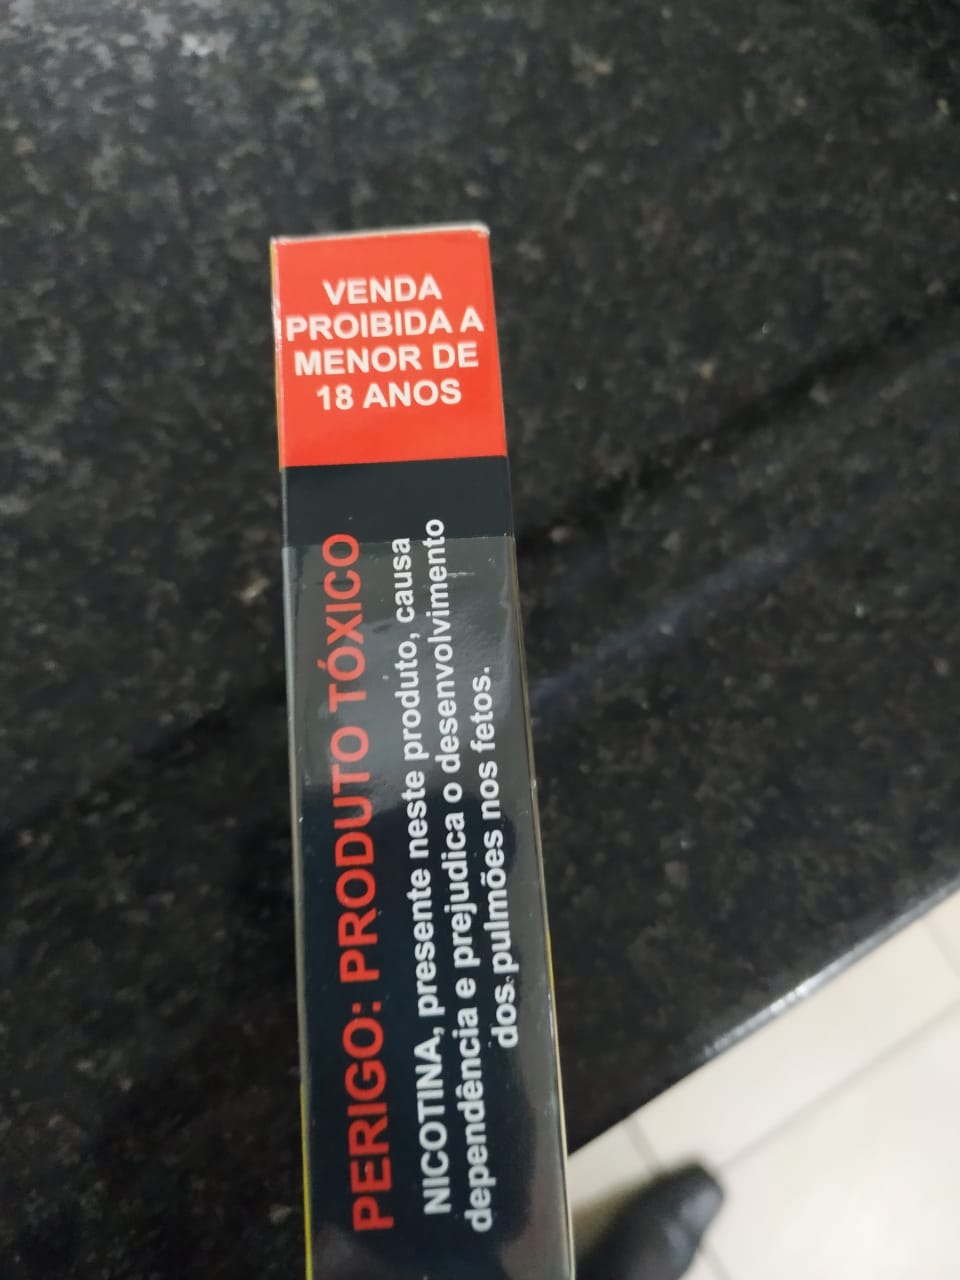 VENDA
PROIBIDA A
MENOR DE
18 ANOS
PERIGO: PRODUTO TÓXICO
NICOTINA, presente neste produto, causa
dependência e prejudica o desenvolvimento
dos pulmões nos fetos.